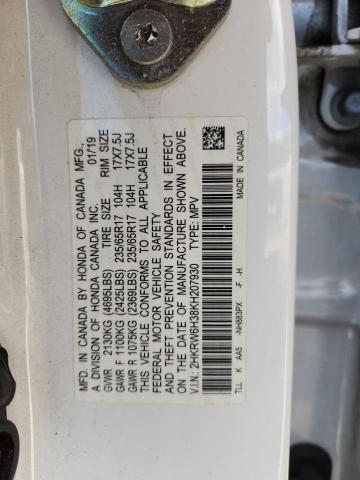 MFD. IN CANADA BY HONDA OF CANADA MFG.,
A DIVISION OF HONDA CANADA INC. 01/19
TIRE SIZE RIM SIZE
GVWR 2130KG (4695LBS)
GAWR F 1100KG (2425LBS) 235/65R17 104H 17X7.5J
GAWR R 1075KG (2369LBS) 235/65R17 104H 17X7.5J
THIS VEHICLE CONFORMS TO ALL APPLICABLE
FEDERAL MOTOR VEHICLE SAFETY
AND THEFT PREVENTION STANDARDS IN EFFECT
ON THE DATE OF MANUFACTURE SHOWN ABOVE.
V.I.N.: 2HKRW6H38KH207930 TYPE: MPV
TLL K AA5 -NH883PX -F -H MADE IN CANADA